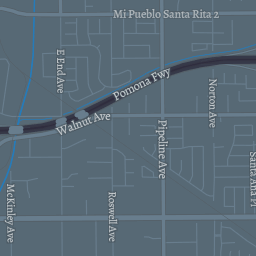 Mi Pueblo Santa Rita 2
E End Ave
Pomona Fwy
Norton Ave
Walnut Ave
Pipeline Ave
Santa Ana Pl
McKinley Ave
Roswell Ave